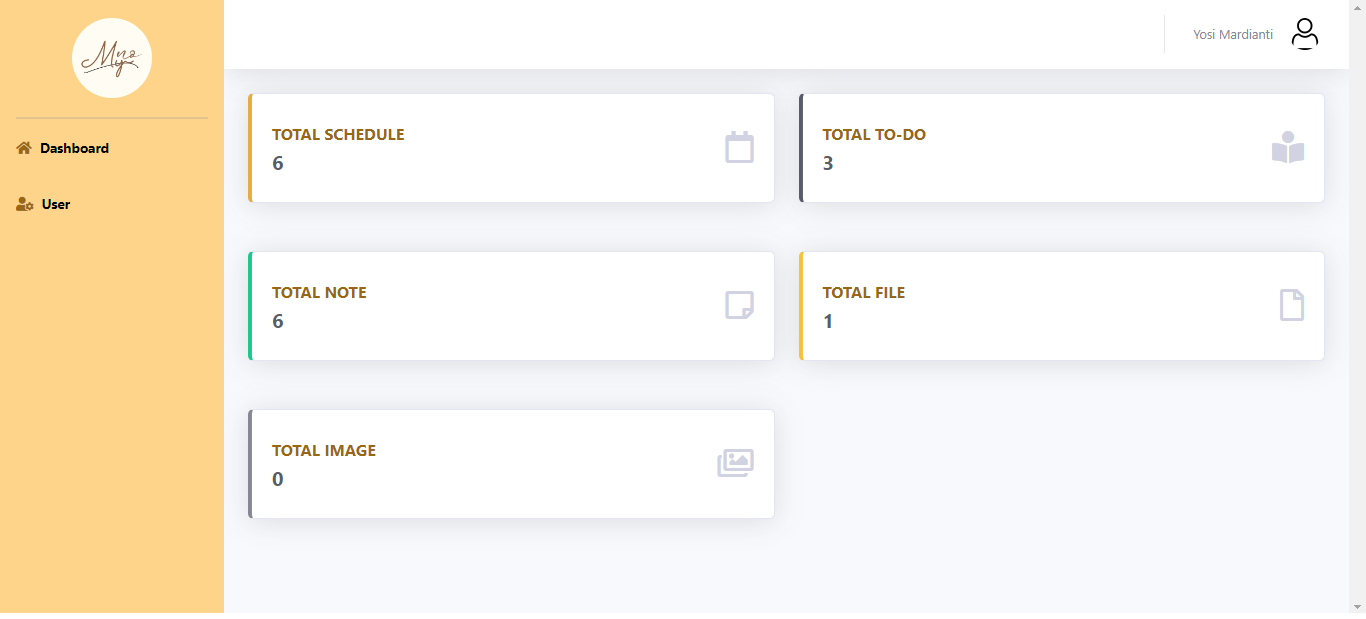 Yosi Mardianti
Dashboard
User
TOTAL SCHEDULE
6
TOTAL TO-DO
3
TOTAL NOTE
6
TOTAL FILE
1
TOTAL IMAGE
0